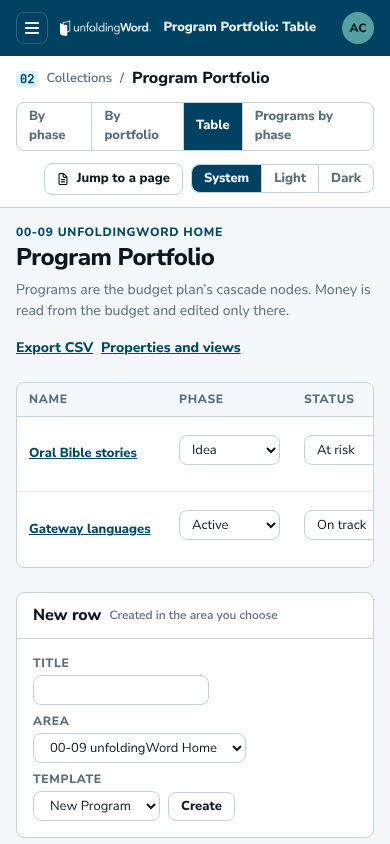 unfoldingWord.
Program Portfolio: Table
AC
02 Collections / Program Portfolio
By phase
By portfolio
Table
Programs by phase
Jump to a page
System
Light
Dark
00-09 UNFOLDINGWORD HOME
Program Portfolio
Programs are the budget plan's cascade nodes. Money is
read from the budget and edited only there.
Export CSV Properties and views
NAME PHASE STATUS
Oral Bible stories Idea At risk
Gateway languages Active On track
New row Created in the area you choose
TITLE
AREA
00-09 unfoldingWord Home
TEMPLATE
New Program Create